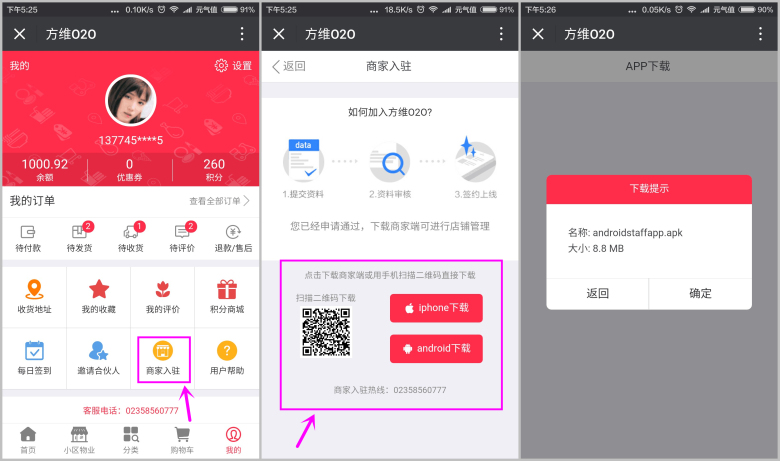 下午5:25
... 0.10K/s 元气值 91%
方维O2O
我的
设置
137745****5
1000.92
0
260
余额
优惠券
积分
我的订单
查看全部订单
2
1
2
待付款
待发货
待收货
待评价
退款/售后
收货地址
我的收藏
我的评价
积分商城
每日签到
邀请合伙人
商家入驻
用户帮助
客服电话：02358560777
首页
小区物业
分类
购物车
我的
下午5:25
... 18.5K/s 元气值 91%
方维O2O
返回
商家入驻
如何加入方维O2O?
data
1.提交资料
2.资料审核
3.签约上线
您已经申请通过，下载商家端可进行店铺管理
点击下载商家端或用手机扫描二维码直接下载
扫描二维码下载
iphone下载
android下载
商家入驻热线：02358560777
下午5:26
... 0.05K/s 元气值 90%
方维O2O
APP下载
下载提示
名称: androidstaffapp.apk
大小: 8.8 MB
返回
确定